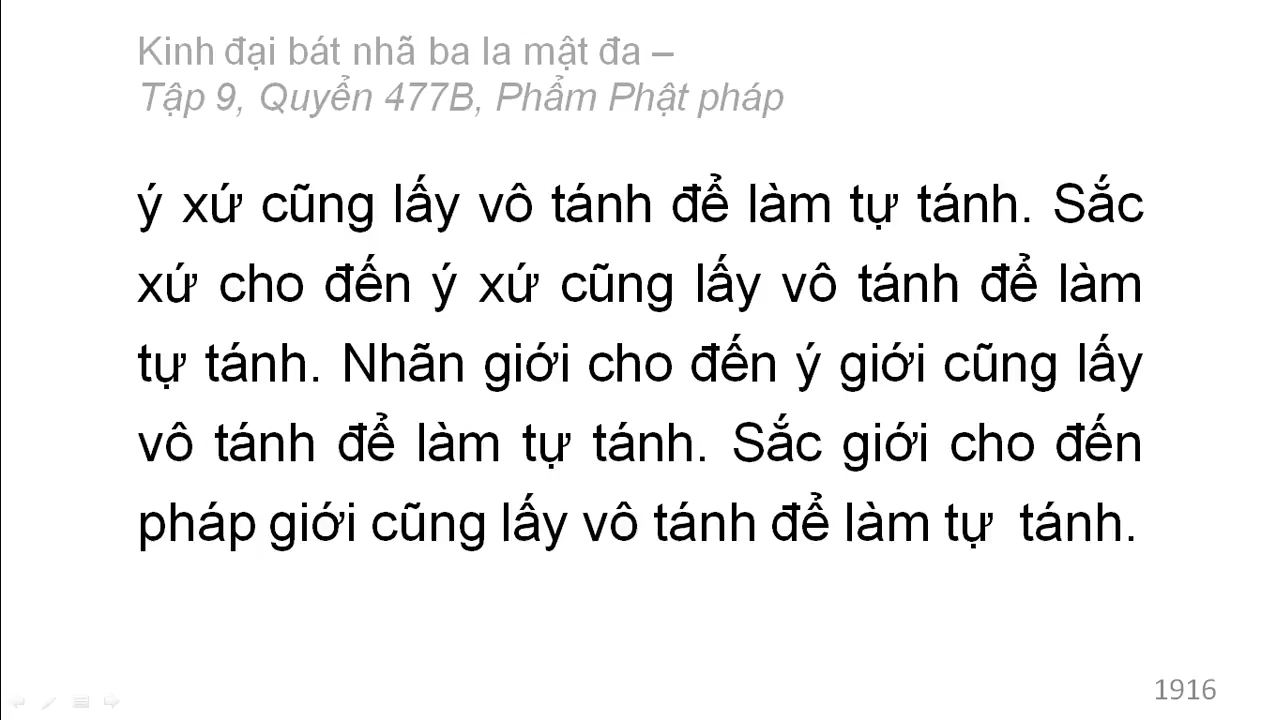 Kinh đại bát nhã ba la mật đa –
Tập 9, Quyển 477B, Phẩm Phật pháp
ý xứ cũng lấy vô tánh để làm tự tánh. Sắc
xứ cho đến ý xứ cũng lấy vô tánh để làm
tự tánh. Nhãn giới cho đến ý giới cũng lấy
vô tánh để làm tự tánh. Sắc giới cho đến
pháp giới cũng lấy vô tánh để làm tự tánh.
1916